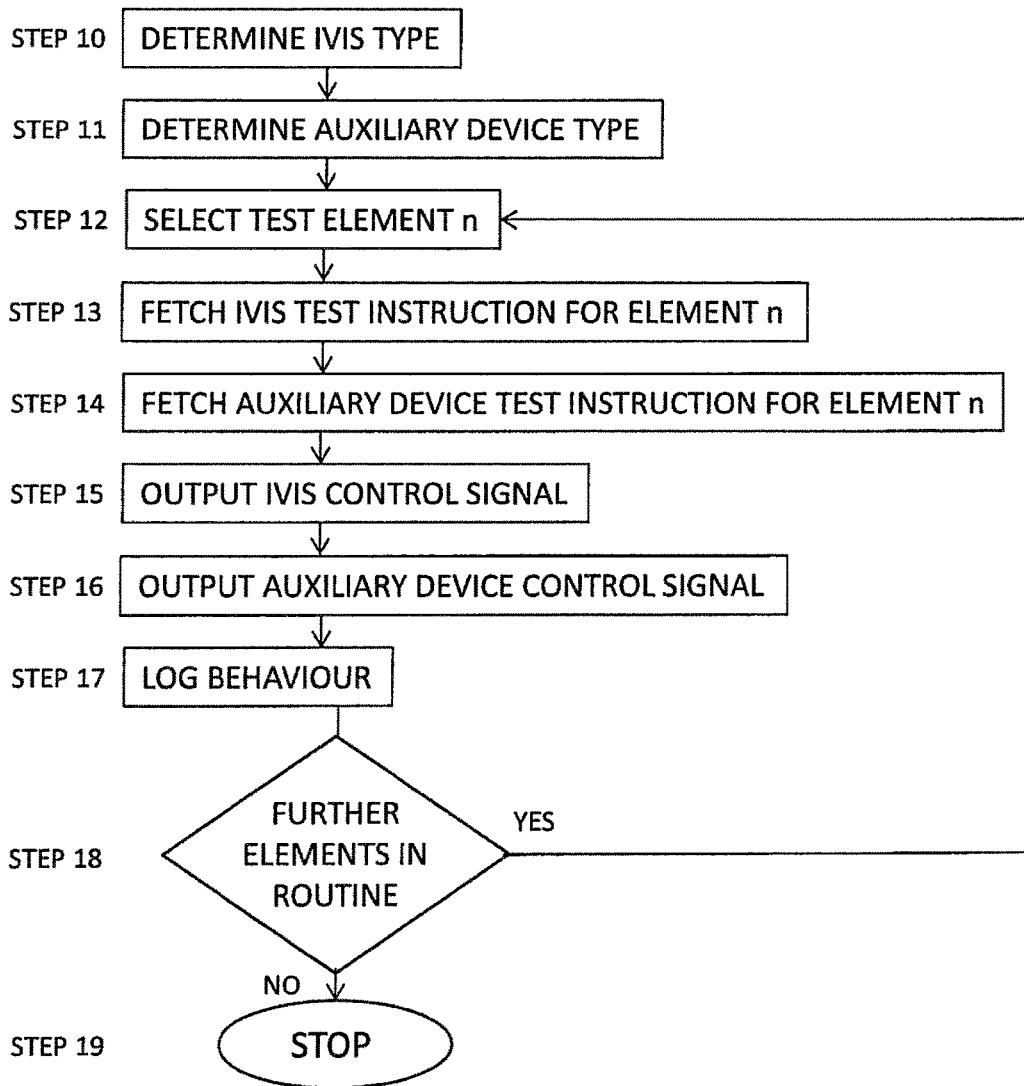 STEP 10 DETERMINE IVIS TYPE
STEP 11 DETERMINE AUXILIARY DEVICE TYPE
STEP 12 SELECT TEST ELEMENT n
STEP 13 FETCH IVIS TEST INSTRUCTION FOR ELEMENT n
STEP 14 FETCH AUXILIARY DEVICE TEST INSTRUCTION FOR ELEMENT n
STEP 15 OUTPUT IVIS CONTROL SIGNAL
STEP 16 OUTPUT AUXILIARY DEVICE CONTROL SIGNAL
STEP 17 LOG BEHAVIOUR
STEP 18
FURTHER
ELEMENTS IN
ROUTINE
YES
NO
STEP 19 STOP